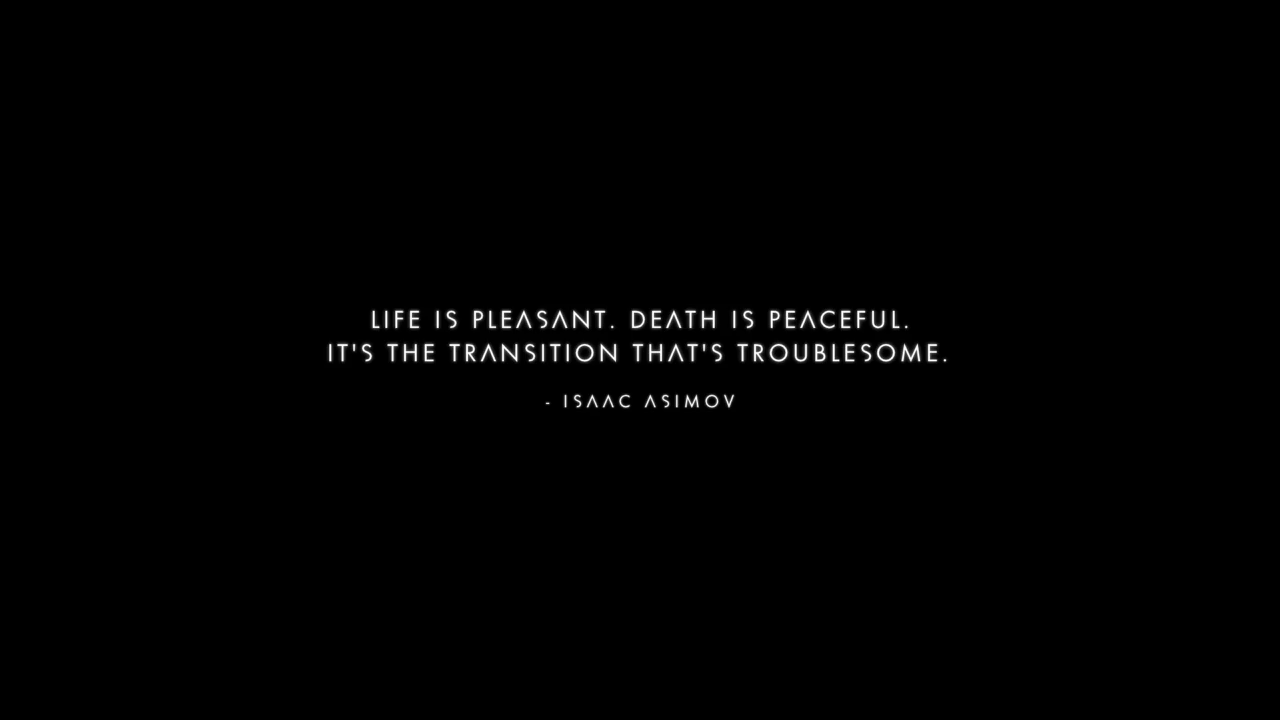 LIFE IS PLEASANT. DEATH IS PEACEFUL.
IT'S THE TRANSITION THAT'S TROUBLESOME.
- ISAAC ASIMOV